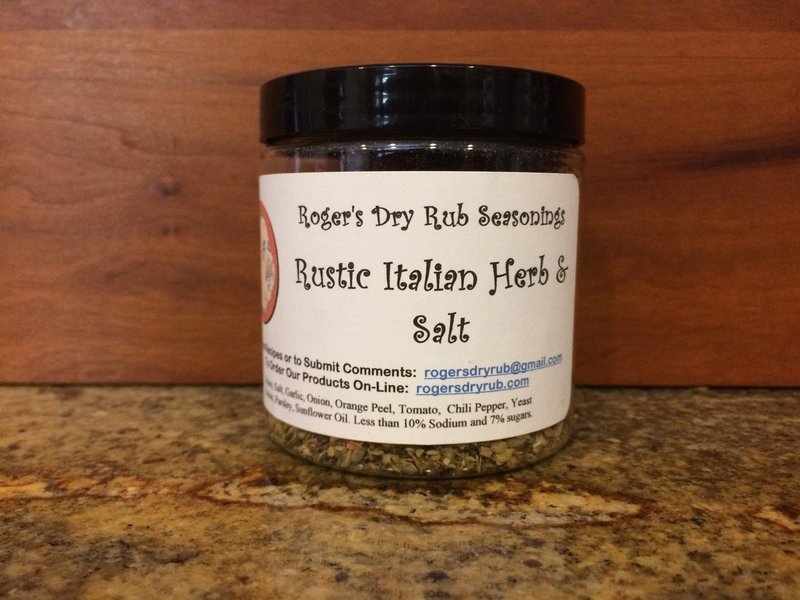 Roger's Dry Rub Seasonings
Rustic Italian Herb &
Salt
Recipes or to Submit Comments: rogersdryrub@gmail.com
To Order Our Products On-Line: rogersdryrub.com
Salt, Garlic, Onion, Orange Peel, Tomato, Chili Pepper, Yeast
Parsley, Sunflower Oil. Less than 10% Sodium and 7% sugars.